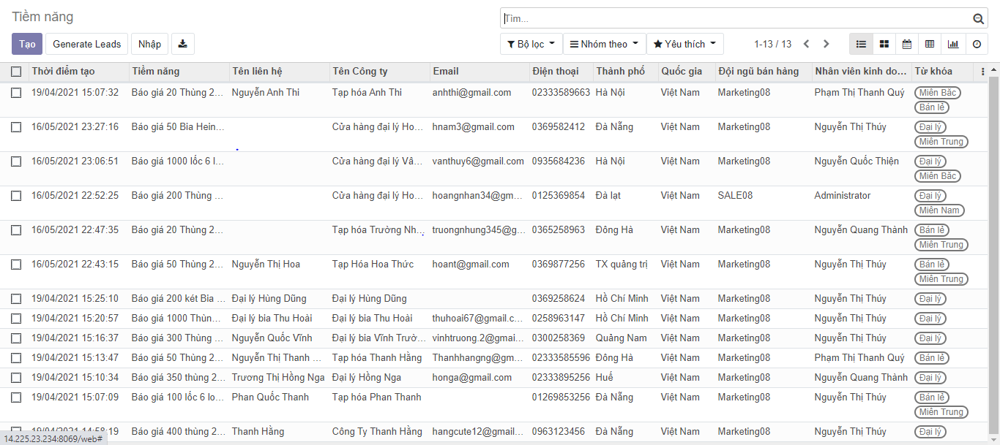 Tiềm năng
Tìm...
Tạo Generate Leads Nhập Bộ lọc Nhóm theo Yêu thích 1-13 / 13
Thời điểm tạo Tiềm năng Tên liên hệ Tên Công ty Email Điện thoại Thành phố Quốc gia Đội ngũ bán hàng Nhân viên kinh do... Từ khóa
19/04/2021 15:07:32 Báo giá 20 Thùng 2... Nguyễn Anh Thi Tạp hóa Anh Thi anhthi@gmail.com 02333589663 Hà Nội Việt Nam Marketing08 Phạm Thị Thanh Quý Miền Bắc
Bán lẻ
16/05/2021 23:27:16 Báo giá 50 Bia Hein... Cửa hàng đại lý Ho... hnam3@gmail.com 0369582412 Đà Nẵng Việt Nam Marketing08 Nguyễn Thị Thúy Đại lý
Miền Trung
16/05/2021 23:06:51 Báo giá 1000 lốc 6 l... Cửa hàng đại lý Vâ... vanthuy6@gmail.com 0935684236 Hà Nội Việt Nam Marketing08 Nguyễn Quốc Thiện Đại lý
Miền Bắc
16/05/2021 22:52:25 Báo giá 200 Thùng ... Cửa hàng đại lý Ho... hoangnhan34@gm... 0125369854 Đà lạt Việt Nam SALE08 Administrator Đại lý
Miền Nam
16/05/2021 22:47:35 Báo giá 20 Thùng 2... Tạp hóa Trường Nh... truongnhung345@g... 0365258963 Đông Hà Việt Nam Marketing08 Nguyễn Quang Thành Bán lẻ
Miền Trung
16/05/2021 22:43:15 Báo giá 50 Thùng 2... Nguyễn Thị Hoa Tạp Hóa Hoa Thức hoant@gmail.com 0369877256 TX quảng trị Việt Nam Marketing08 Nguyễn Thị Thúy Bán lẻ
Miền Trung
19/04/2021 15:25:10 Báo giá 200 két Bia ... Đại lý Hùng Dũng Đại lý Hùng Dũng 0369258624 Hồ Chí Minh Việt Nam Marketing08 Nguyễn Thị Thúy Đại lý
19/04/2021 15:20:57 Báo giá 1000 Thùn... Đại lý bia Thu Hoài Đại lý bia Thu Hoài thuhoai67@gmail.c... 0258963147 Hồ Chí Minh Việt Nam Marketing08 Nguyễn Thị Thúy Đại lý
19/04/2021 15:16:37 Báo giá 300 Thùng ... Nguyễn Quốc Vĩnh Đại lý bia Vĩnh Trườ... vinhtruong.2@gmai... 0300258369 Quảng Nam Việt Nam Marketing08 Nguyễn Thị Thúy Đại lý
19/04/2021 15:13:47 Báo giá 50 Thùng 2... Nguyễn Thị Thanh ... Tạp hóa Thanh Hằng Thanhhangng@gm... 02333585596 Đông Hà Việt Nam Marketing08 Phạm Thị Thanh Quý Bán lẻ
19/04/2021 15:10:34 Báo giá 350 thùng 2... Trương Thị Hồng Nga Đại lý Hồng Nga honga@gmail.com 02333895256 Huế Việt Nam Marketing08 Nguyễn Quang Thành Đại lý
19/04/2021 15:07:09 Báo giá 100 lốc 6 lo... Phan Quốc Thanh Tạp hóa Phan Thanh 01269853256 Đà Nẵng Việt Nam Marketing08 Nguyễn Thị Thúy Bán lẻ
Miền Trung
19/04/2021 14:58:19 Báo giá 400 thùng 2... Thanh Hằng Công Ty Thanh Hằng hangcute12@gmail... 0963123456 Đà Nẵng Việt Nam Marketing08 Nguyễn Thị Thúy Đại lý
14.225.23.234:8069/web#